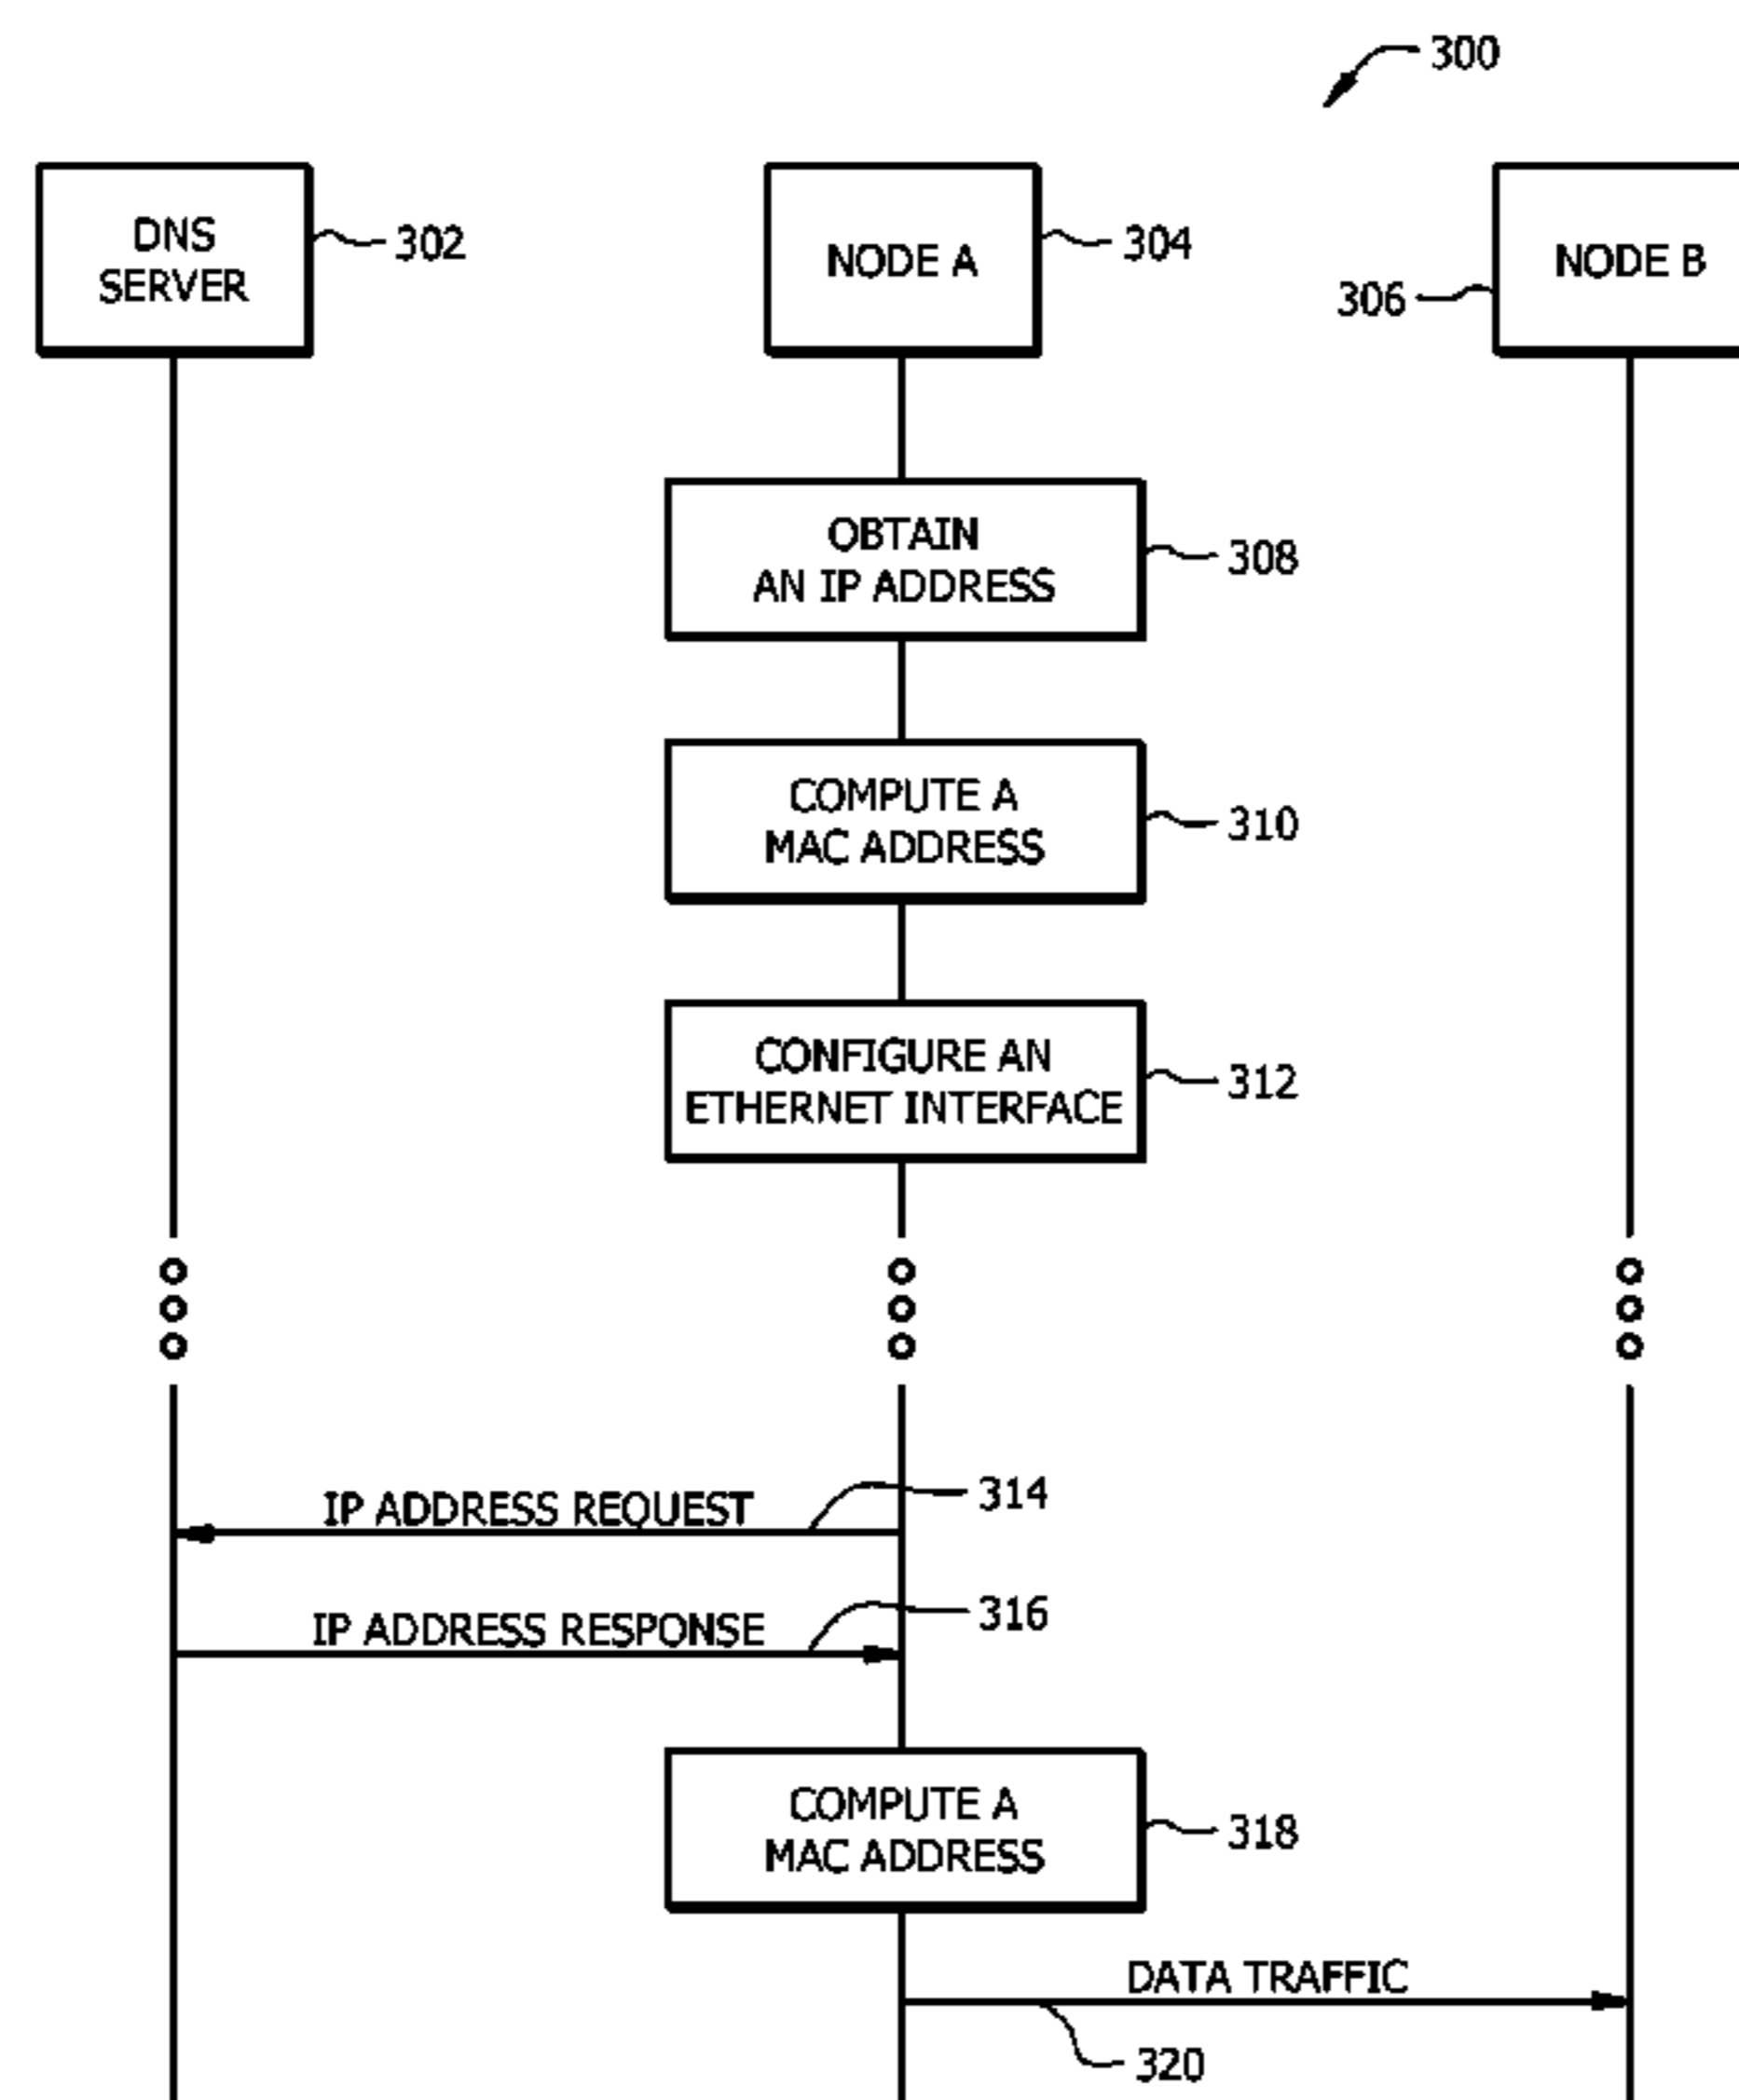 300
DNS
SERVER
302
NODE A
304
NODE B
306
OBTAIN
AN IP ADDRESS
308
COMPUTE A
MAC ADDRESS
310
CONFIGURE AN
ETHERNET INTERFACE
312
IP ADDRESS REQUEST
314
IP ADDRESS RESPONSE
316
COMPUTE A
MAC ADDRESS
318
DATA TRAFFIC
320